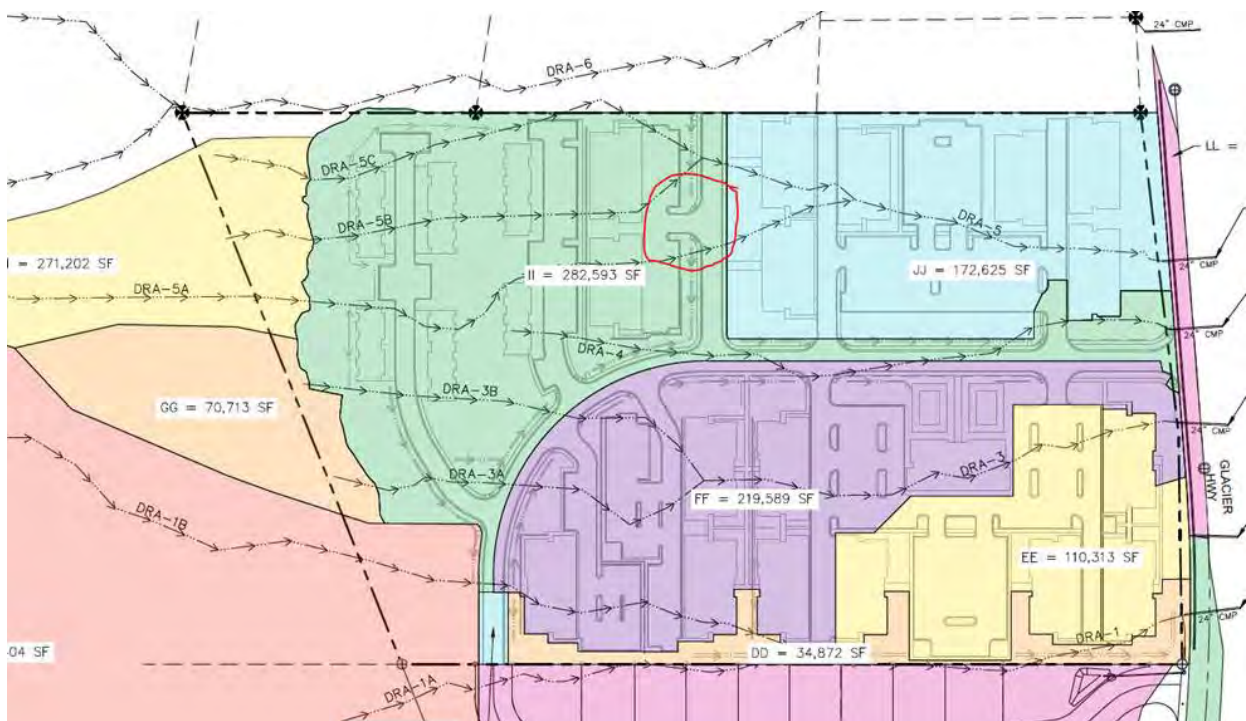 24" CMP
DRA-6
LL =
DRA-5C
DRA-5B
DRA-5
271,202 SF
II = 282,593 SF
JJ = 172,625 SF
24" CMP
DRA-5A
24" CMP
DRA-4
DRA-3B
GG = 70,713 SF
24" CMP
DRA-3A
DRA-3
GLACIER
HWY
FF = 219,589 SF
DRA-1B
EE = 110,313 SF
24" CMP
DRA-1
04 SF
DD = 34,872 SF
DRA-1A